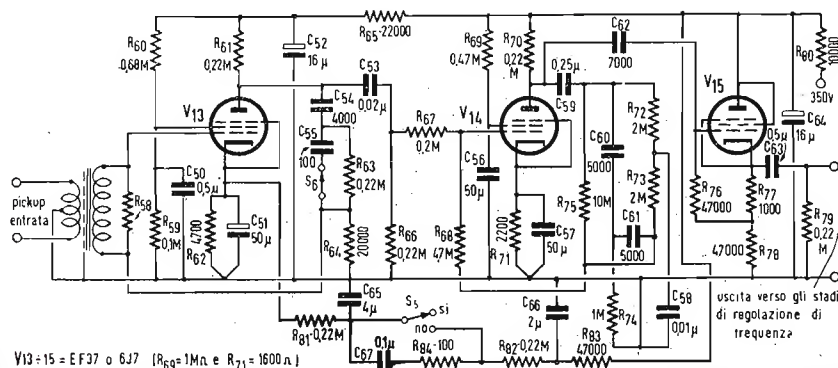 R60
0,68M
R61
0,22M
C52
16µ
R65-22000
R69
0,47M
R70
0,22
M
C62
7000
R80
10000
350v
V13
C53
0,02µ
C54
4000
C55
100
S6
R67
0,2M
V14
0,25µ
C59
R72
2M
V15
0,5µ
C64
16µ
C63
pickup
entrata
R58
C50
0,5µ
R59
0,1M
4700
R62
C51
50µ
R63
0,22M
R64
20000
R66
0,22M
R68
47M
C56
50µ
2200
R71
C57
50µ
R75
10M
C60
5000
C61
5000
R73
2M
R76
47000
R77
1000
47000
R78
R79
0,22
M
C65
4µ
R81-0,22M
S5
si
no
C66
2µ
1M
R74
C58
0,01µ
uscita verso gli stadi
di regolazione di
frequenza
0,1µ
C67
R84-100
R82-0,22M
R83
47000
V13÷15 = EF37 o 6J7 (R69=1MΩ e R71=1600Ω)